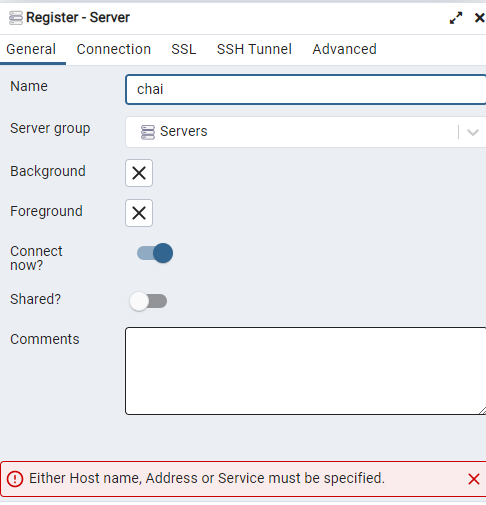 Register - Server
General Connection SSL SSH Tunnel Advanced
Name chai
Server group Servers
Background
Foreground
Connect
now?
Shared?
Comments
Either Host name, Address or Service must be specified.